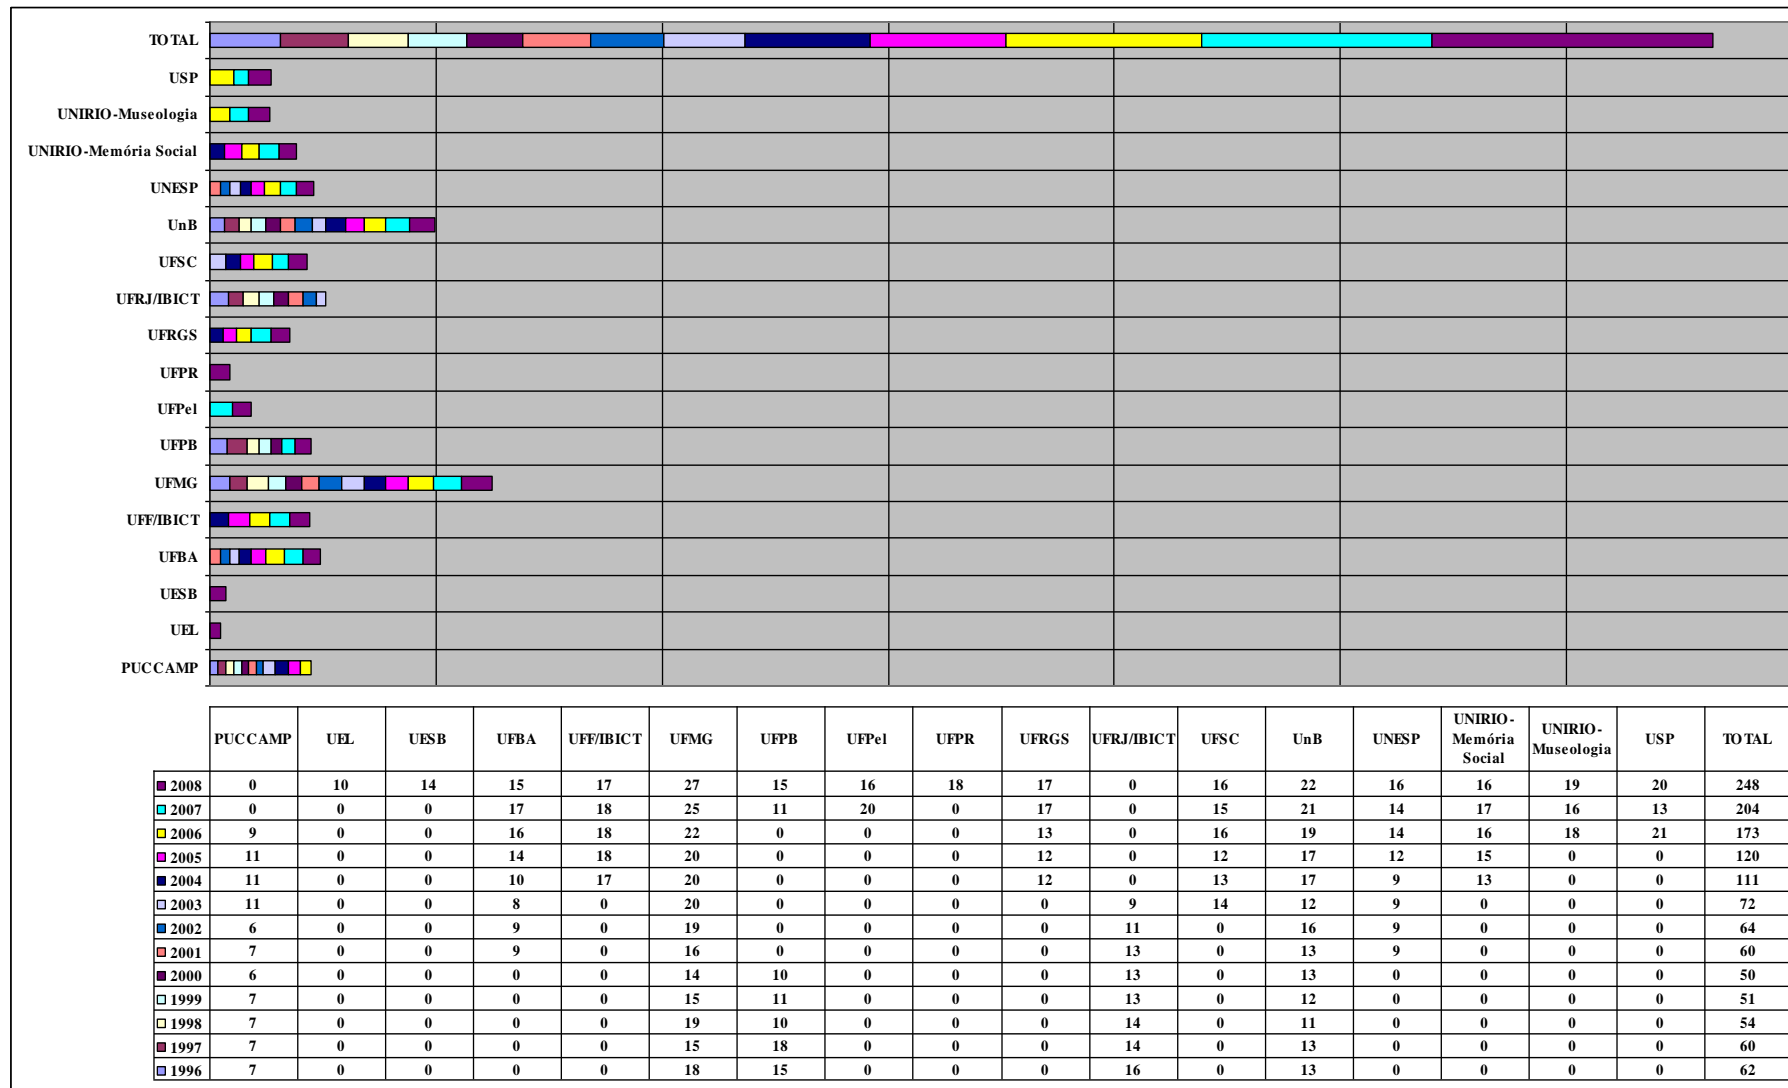 TOTAL
USP
UNIRIO-Museologia
UNIRIO-Memória Social
UNESP
UnB
UFSC
UFRJ/IBICT
UFRGS
UFPR
UFPel
UFPB
UFMG
UFF/IBICT
UFBA
UESB
UEL
PUCCAMP
PUCCAMP UEL UESB UFBA UFF/IBICT UFMG UFPB UFPel UFPR UFRGS UFRJ/IBICT UFSC UnB UNESP UNIRIO-Memória Social UNIRIO-Museologia USP TOTAL
2008 0 10 14 15 17 27 15 16 18 17 0 16 22 16 16 19 20 248
2007 0 0 0 17 18 25 11 20 0 17 0 15 21 14 17 16 13 204
2006 9 0 0 16 18 22 0 0 0 13 0 16 19 14 16 18 21 173
2005 11 0 0 14 18 20 0 0 0 12 0 12 17 12 15 0 0 120
2004 11 0 0 10 17 20 0 0 0 12 0 13 17 9 13 0 0 111
2003 11 0 0 8 0 20 0 0 0 0 9 14 12 9 0 0 0 72
2002 6 0 0 9 0 19 0 0 0 0 11 0 16 9 0 0 0 64
2001 7 0 0 9 0 16 0 0 0 0 13 0 13 9 0 0 0 60
2000 6 0 0 0 0 14 10 0 0 0 13 0 13 0 0 0 0 50
1999 7 0 0 0 0 15 11 0 0 0 13 0 12 0 0 0 0 51
1998 7 0 0 0 0 19 10 0 0 0 14 0 11 0 0 0 0 54
1997 7 0 0 0 0 15 18 0 0 0 14 0 13 0 0 0 0 60
1996 7 0 0 0 0 18 15 0 0 0 16 0 13 0 0 0 0 62